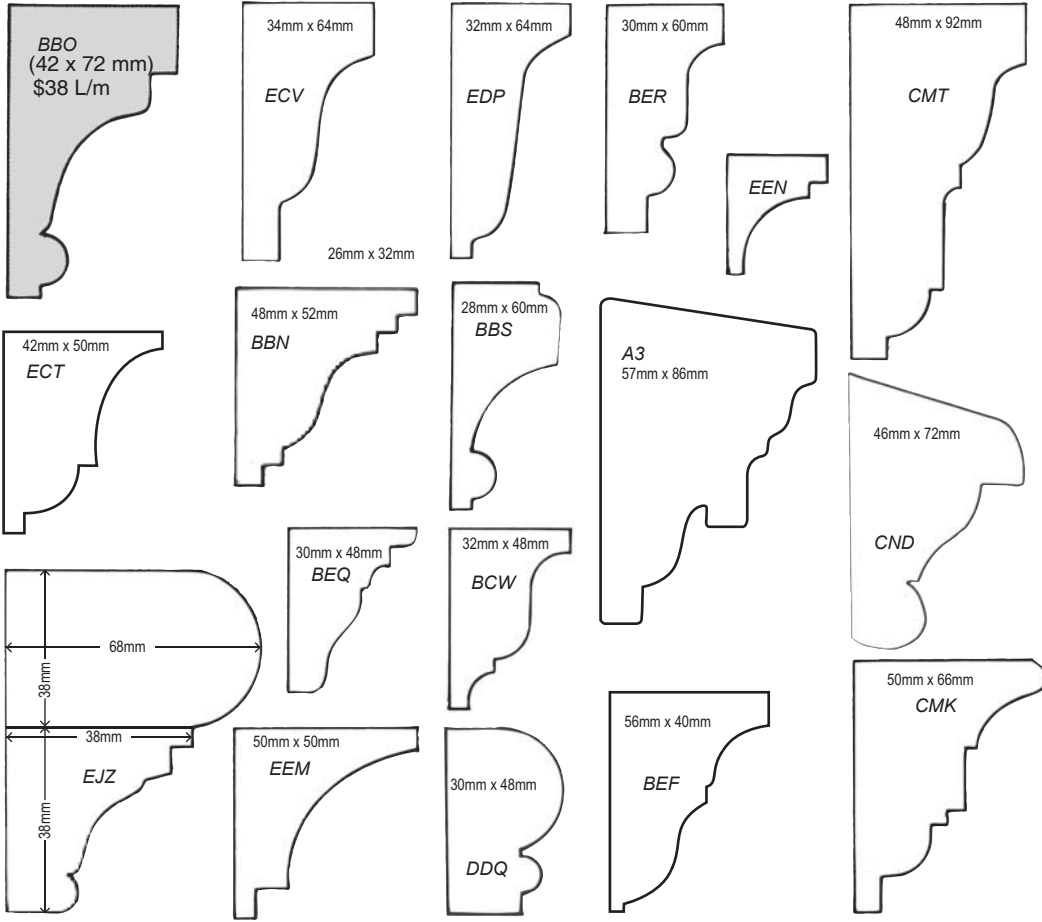 BBO
(42 x 72 mm)
$38 L/m
34mm x 64mm
ECV
32mm x 64mm
EDP
30mm x 60mm
BER
48mm x 92mm
CMT
EEN
26mm x 32mm
42mm x 50mm
ECT
48mm x 52mm
BBN
28mm x 60mm
BBS
A3
57mm x 86mm
46mm x 72mm
CND
30mm x 48mm
BEQ
32mm x 48mm
BCW
68mm
38mm
38mm
EJZ
38mm
50mm x 50mm
EEM
30mm x 48mm
DDQ
56mm x 40mm
BEF
50mm x 66mm
CMK